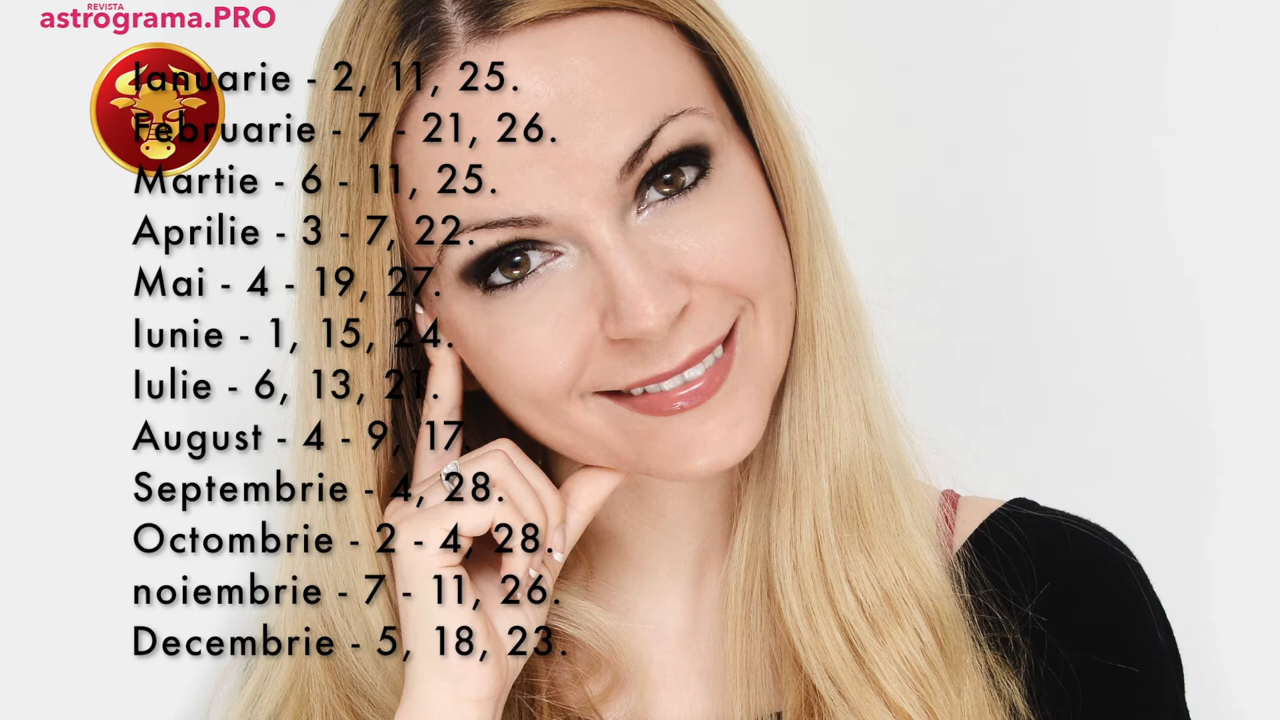 REVISTA
astrograma.PRO
Ianuarie - 2, 11, 25.
Februarie - 7 - 21, 26.
Martie - 6 - 11, 25.
Aprilie - 3 - 7, 22.
Mai - 4 - 19, 27.
Iunie - 1, 15, 24.
Iulie - 6, 13, 21.
August - 4 - 9, 17.
Septembrie - 4, 28.
Octombrie - 2 - 4, 28.
noiembrie - 7 - 11, 26.
Decembrie - 5, 18, 23.